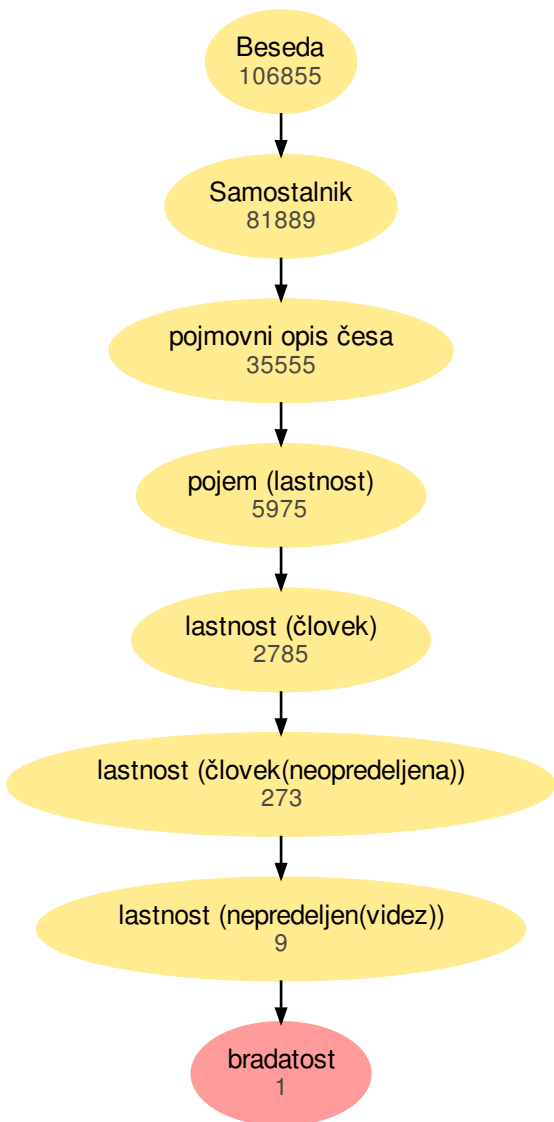 Beseda
106855
Samostalnik
81889
pojmovni opis česa
35555
pojem (lastnost)
5975
lastnost (človek)
2785
lastnost (človek(neopredeljena))
273
lastnost (nepredeljen(videz))
9
bradatost
1